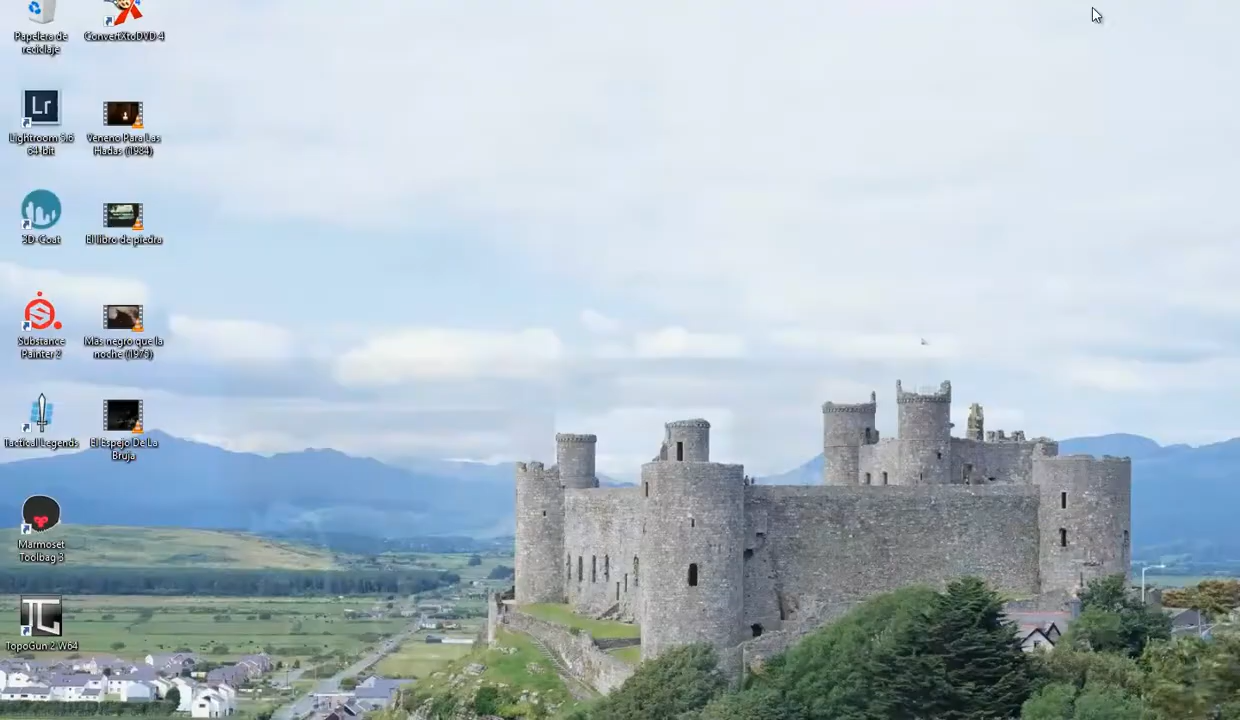 Papelera de
reciclaje
ConvertXtoDVD 4
Lr
Lightroom 5.6
64-bit
Veneno Para Las
Hadas (1984)
3D-Coat
El libro de piedra
Substance
Painter 2
Más negro que la
noche (1975)
Tactical Legends
El Espejo De La
Bruja
Marmoset
Toolbag 3
TopoGun 2 W64